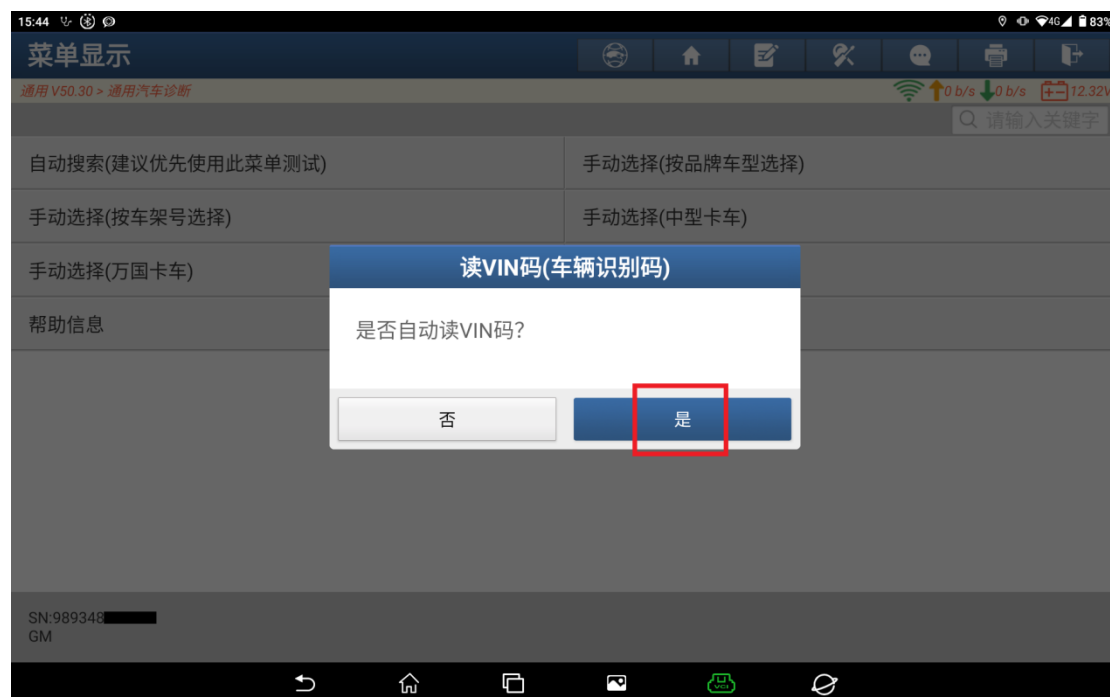 15:44 4G 83%
菜单显示
通用 V50.30 > 通用汽车诊断 0 b/s 0 b/s 12.32V
请输入关键字
自动搜索(建议优先使用此菜单测试) 手动选择(按品牌车型选择)
手动选择(按车架号选择) 手动选择(中型卡车)
手动选择(万国卡车)
读VIN码(车辆识别码)
帮助信息
是否自动读VIN码?
否 是
SN:989348
GM
VCI